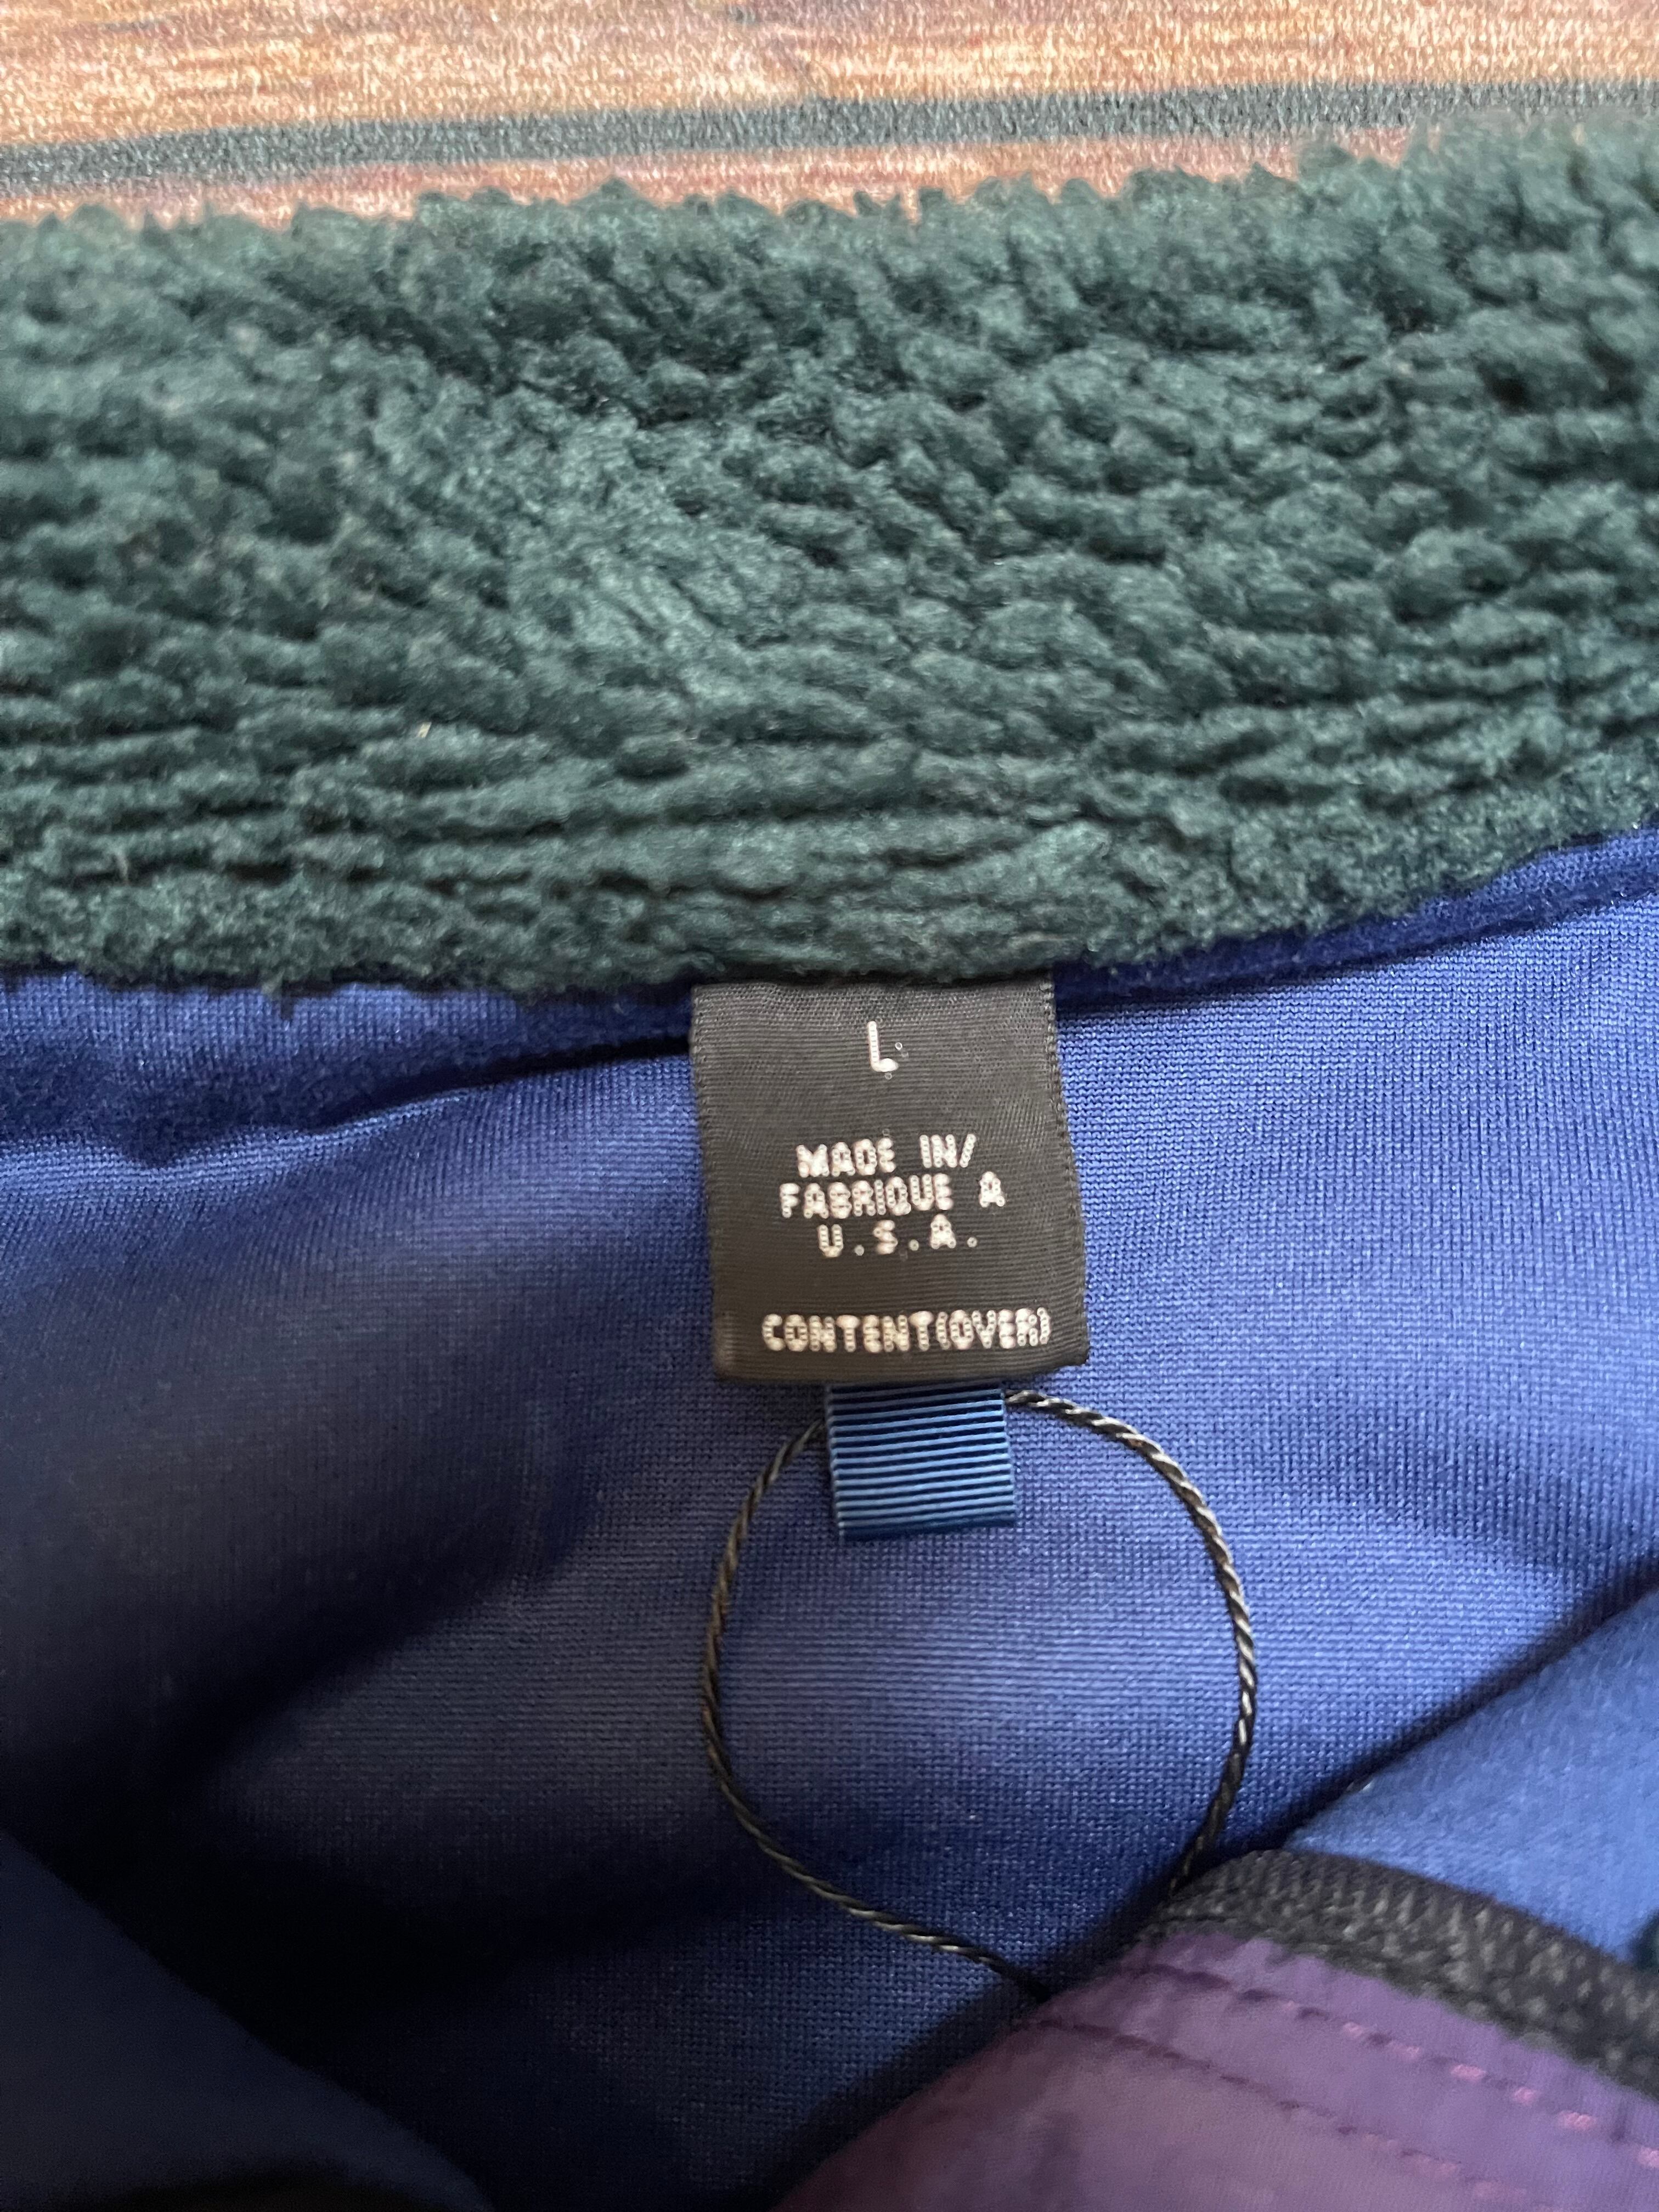 L
MADE IN/
FABRIQUE A
U.S.A.
CONTENT(OVER)